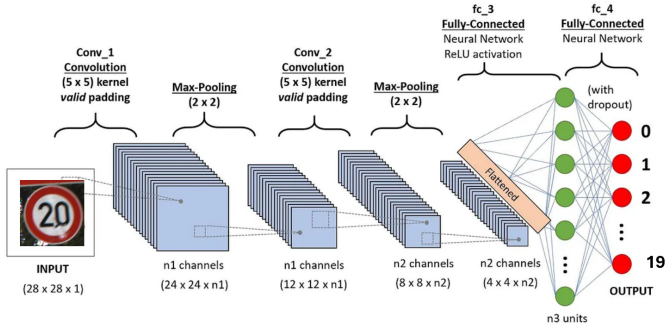 fc_3
Fully-Connected
Neural Network
ReLU activation
fc_4
Fully-Connected
Neural Network
Conv_1
Convolution
(5 x 5) kernel
valid padding
Max-Pooling
(2 x 2)
Conv_2
Convolution
(5 x 5) kernel
valid padding
Max-Pooling
(2 x 2)
(with
dropout)
0
1
2
...
19
20
Flattened
...
INPUT
(28 x 28 x 1)
n1 channels
(24 x 24 x n1)
n1 channels
(12 x 12 x n1)
n2 channels
(8 x 8 x n2)
n2 channels
(4 x 4 x n2)
OUTPUT
n3 units